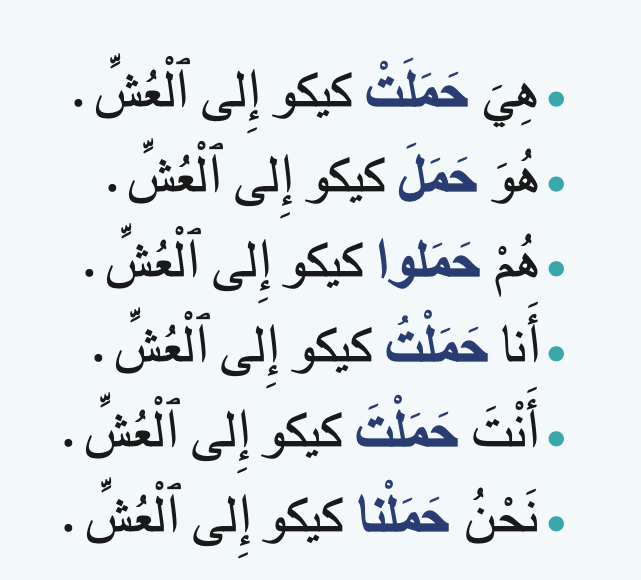 • هِيَ حَمَلَتْ كيكو إِلى ٱلْعُشِّ.
• هُوَ حَمَلَ كيكو إِلى ٱلْعُشِّ.
• هُمْ حَمَلوا كيكو إِلى ٱلْعُشِّ.
• أَنا حَمَلْتُ كيكو إِلى ٱلْعُشِّ.
• أَنْتَ حَمَلْتَ كيكو إِلى ٱلْعُشِّ.
• نَحْنُ حَمَلْنا كيكو إِلى ٱلْعُشِّ.